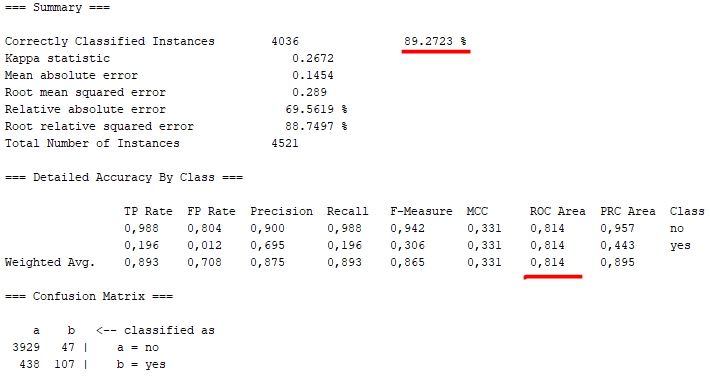 === Summary ===
Correctly Classified Instances 4036 89.2723 %
Kappa statistic 0.2672
Mean absolute error 0.1454
Root mean squared error 0.289
Relative absolute error 69.5619 %
Root relative squared error 88.7497 %
Total Number of Instances 4521
=== Detailed Accuracy By Class ===
TP Rate FP Rate Precision Recall F-Measure MCC ROC Area PRC Area Class
0,988 0,804 0,900 0,988 0,942 0,331 0,814 0,957 no
0,196 0,012 0,695 0,196 0,306 0,331 0,814 0,443 yes
Weighted Avg. 0,893 0,708 0,875 0,893 0,865 0,331 0,814 0,895
=== Confusion Matrix ===
a b <-- classified as
3929 47 | a = no
438 107 | b = yes